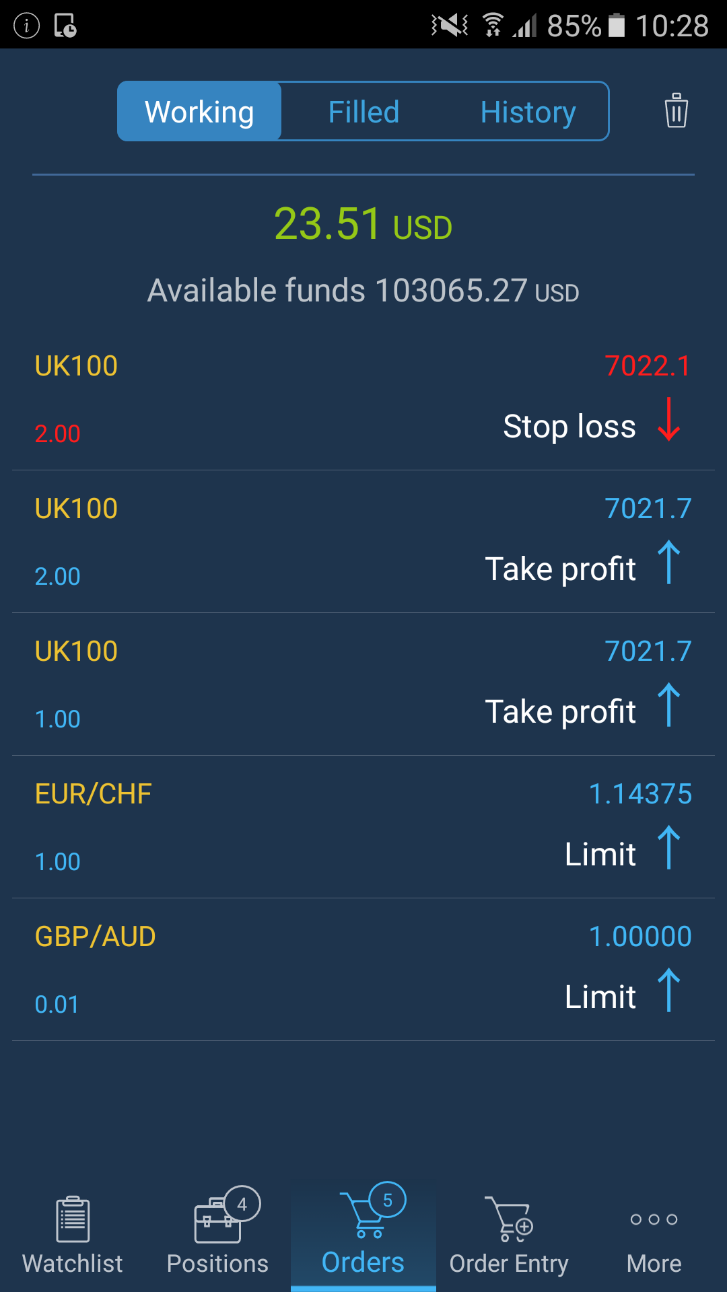 85% 10:28
Working Filled History
23.51 USD
Available funds 103065.27 USD
UK100 7022.1
2.00 Stop loss
UK100 7021.7
2.00 Take profit
UK100 7021.7
1.00 Take profit
EUR/CHF 1.14375
1.00 Limit
GBP/AUD 1.00000
0.01 Limit
4 5
Watchlist Positions Orders Order Entry More